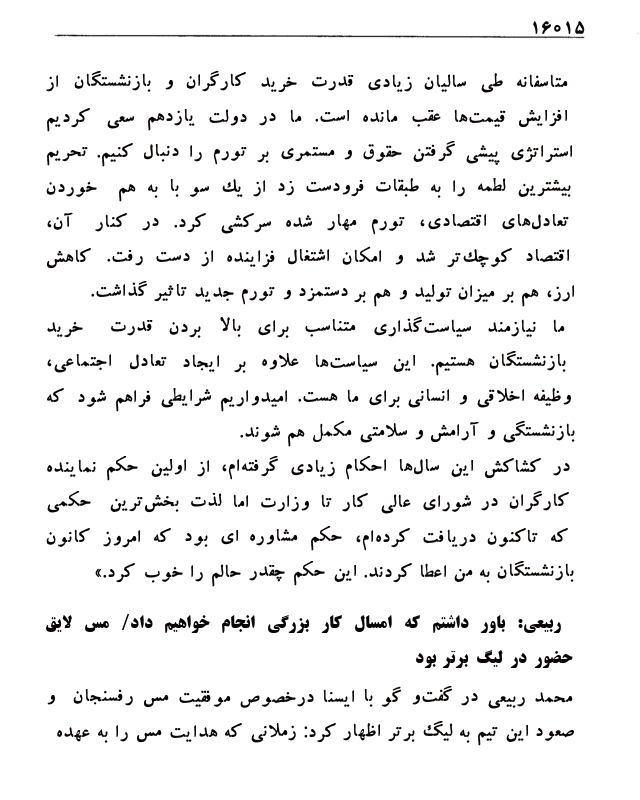 ۱۶۰۱۵
متاسفانه طی سالیان زیادی قدرت خرید کارگران و بازنشستگان از
افزایش قیمت‌ها عقب مانده است. ما در دولت یازدهم سعی کردیم
استراتژی پیشی گرفتن حقوق و مستمری بر تورم را دنبال کنیم. تحریم
بیشترین لطمه را به طبقات فرودست زد از یك سو با به هم خوردن
تعادل‌های اقتصادی، تورم مهار شده سرکشی کرد. در کنار آن،
اقتصاد کوچك‌تر شد و امکان اشتغال فزاینده از دست رفت. کاهش
ارز، هم بر میزان تولید و هم بر دستمزد و تورم جدید تاثیر گذاشت.
ما نیازمند سیاست‌گذاری متناسب برای بالا بردن قدرت خرید
بازنشستگان هستیم. این سیاست‌ها علاوه بر ایجاد تعادل اجتماعی،
وظیفه اخلاقی و انسانی برای ما هست. امیدواریم شرایطی فراهم شود که
بازنشستگی و آرامش و سلامتی مکمل هم شوند.
در کشاکش این سال‌ها احکام زیادی گرفته‌ام، از اولین حکم نماینده
کارگران در شورای عالی کار تا وزارت اما لذت بخش‌ترین حکمی
که تاکنون دریافت کرده‌ام، حکم مشاوره ای بود که امروز کانون
بازنشستگان به من اعطا کردند. این حکم چقدر حالم را خوب کرد.»
ربیعی: باور داشتم که امسال کار بزرگی انجام خواهیم داد/ مس لایق
حضور در لیگ برتر بود
محمد ربیعی در گفت‌و گو با ایسنا درخصوص موفقیت مس رفسنجان و
صعود این تیم به لیگ برتر اظهار کرد: زملانی که هدایت مس را به عهده